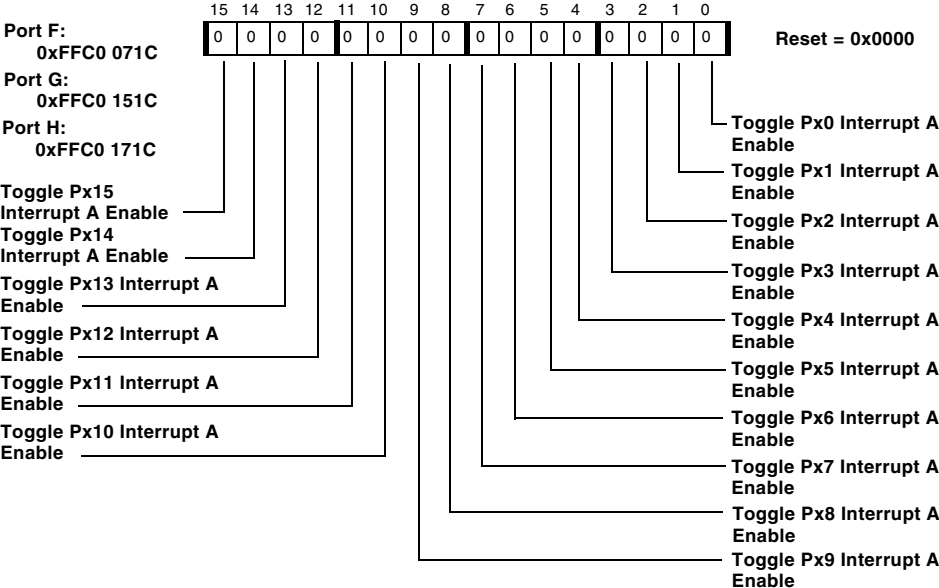 15 14 13 12 11 10 9 8 7 6 5 4 3 2 1 0
0 0 0 0 0 0 0 0 0 0 0 0 0 0 0 0
Reset = 0x0000
Port F:
0xFFC0 071C
Port G:
0xFFC0 151C
Port H:
0xFFC0 171C
Toggle Px15
Interrupt A Enable
Toggle Px14
Interrupt A Enable
Toggle Px13 Interrupt A
Enable
Toggle Px12 Interrupt A
Enable
Toggle Px11 Interrupt A
Enable
Toggle Px10 Interrupt A
Enable
Toggle Px0 Interrupt A
Enable
Toggle Px1 Interrupt A
Enable
Toggle Px2 Interrupt A
Enable
Toggle Px3 Interrupt A
Enable
Toggle Px4 Interrupt A
Enable
Toggle Px5 Interrupt A
Enable
Toggle Px6 Interrupt A
Enable
Toggle Px7 Interrupt A
Enable
Toggle Px8 Interrupt A
Enable
Toggle Px9 Interrupt A
Enable